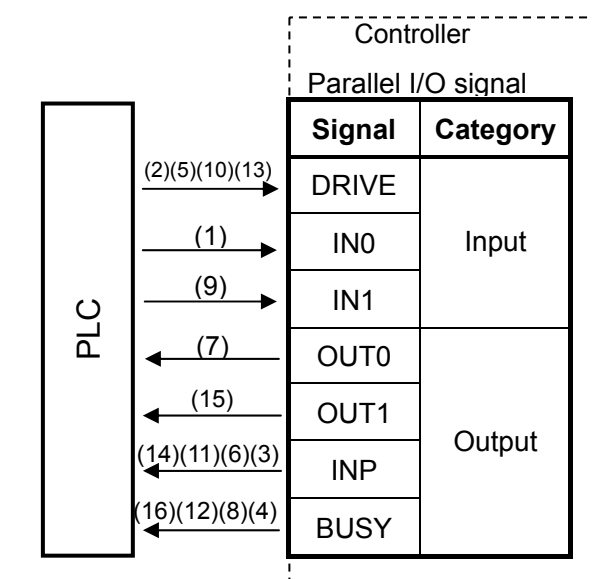 Controller
Parallel I/O signal
Signal Category
(2)(5)(10)(13) DRIVE
(1) IN0 Input
(9) IN1
PLC
(7) OUT0
(15) OUT1
Output
(14)(11)(6)(3) INP
(16)(12)(8)(4) BUSY